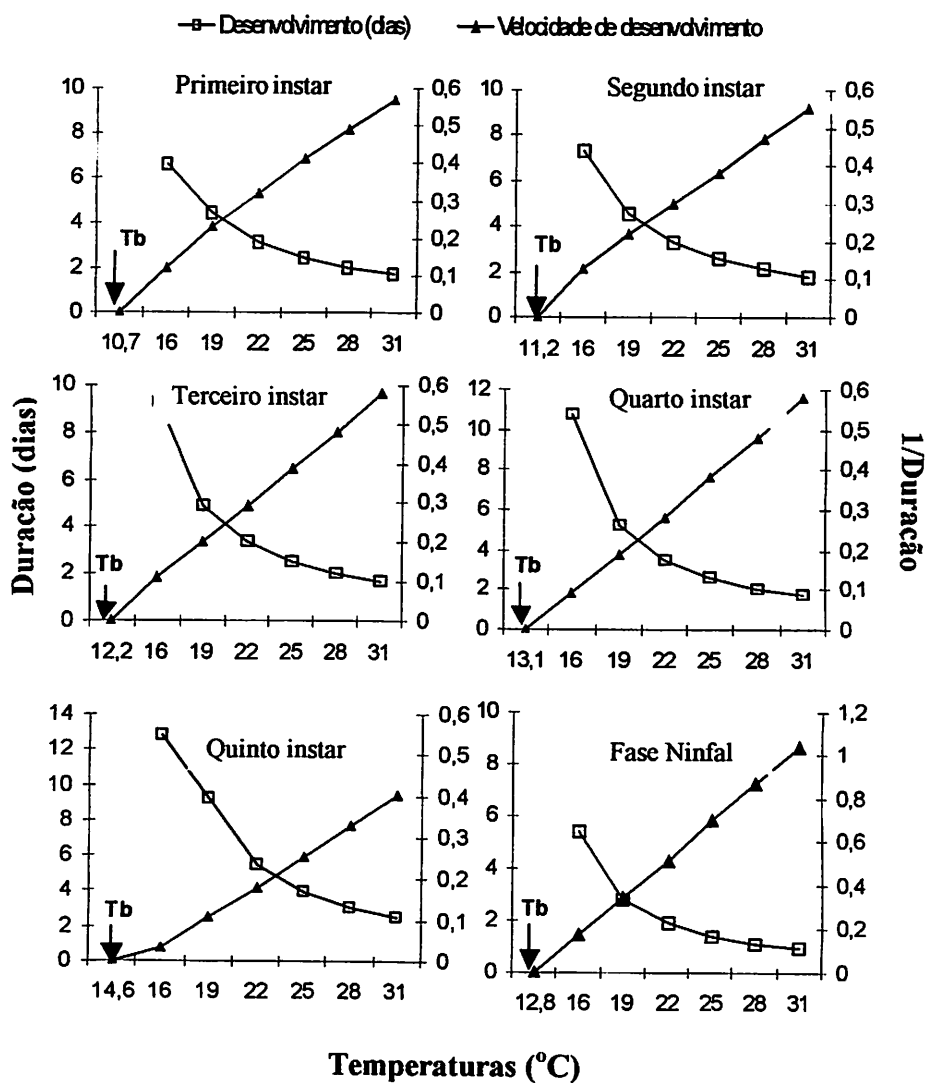 Desenvolvimento (dias) Velocidade de desenvolvimento
Primeiro instar
10 8 6 4 2 0
0,6 0,5 0,4 0,3 0,2 0,1 0
Tb
10,7 16 19 22 25 28 31
Segundo instar
10 8 6 4 2 0
0,6 0,5 0,4 0,3 0,2 0,1 0
Tb
11,2 16 19 22 25 28 31
Duração (dias)
Terceiro instar
10 8 6 4 2 0
0,6 0,5 0,4 0,3 0,2 0,1 0
Tb
12,2 16 19 22 25 28 31
Quarto instar
12 10 8 6 4 2 0
0,6 0,5 0,4 0,3 0,2 0,1 0
Tb
13,1 16 19 22 25 28 31
1/Duração
Quinto instar
14 12 10 8 6 4 2 0
0,6 0,5 0,4 0,3 0,2 0,1 0
Tb
14,6 16 19 22 25 28 31
Fase Ninfal
10 8 6 4 2 0
1,2 1 0,8 0,6 0,4 0,2 0
Tb
12,8 16 19 22 25 28 31
Temperaturas (°C)